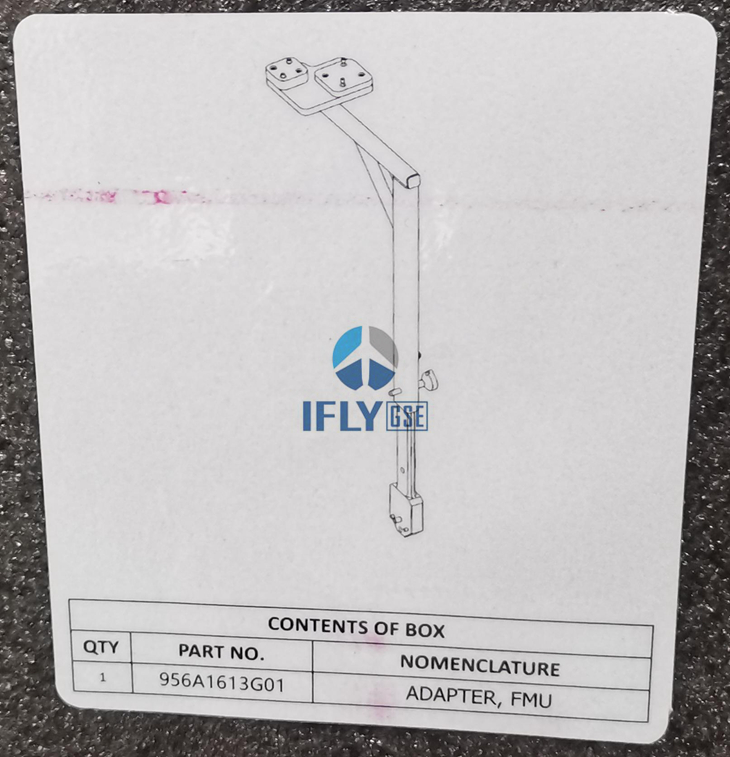 IFLY GSE
CONTENTS OF BOX
QTY PART NO. NOMENCLATURE
1 956A1613G01 ADAPTER, FMU